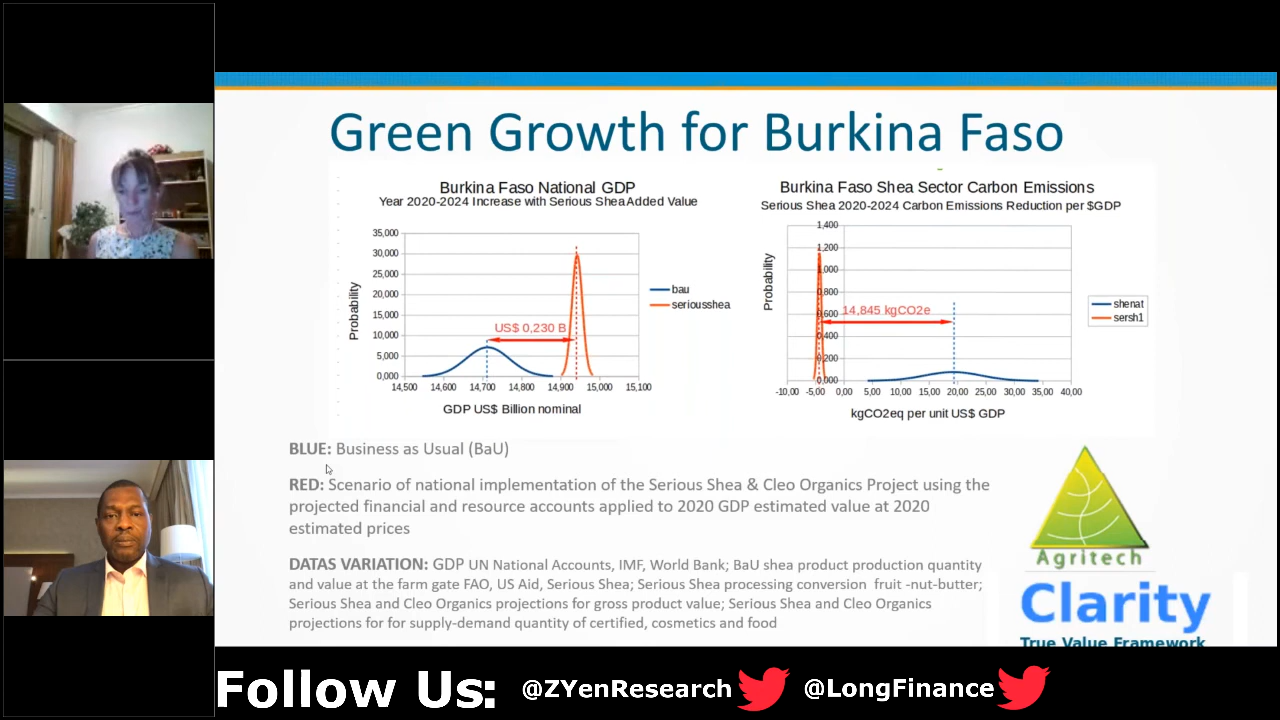 Green Growth for Burkina Faso
Burkina Faso National GDP
Year 2020-2024 Increase with Serious Shea Added Value
35,000
30,000
25,000
20,000
15,000
10,000
5,000
0,000
Probability
US$ 0,230 B
bau
seriousshea
14,500 14,600 14,700 14,800 14,900 15,000 15,100
GDP US$ Billion nominal
Burkina Faso Shea Sector Carbon Emissions
Serious Shea 2020-2024 Carbon Emissions Reduction per $GDP
1,400
1,200
1,000
0,800
0,600
0,400
0,200
0,000
Probability
14,845 kgCO2e
shenat
sersh1
-10,00 -5,00 0,00 5,00 10,00 15,00 20,00 25,00 30,00 35,00 40,00
kgCO2eq per unit US$ GDP
BLUE: Business as Usual (BaU)
RED: Scenario of national implementation of the Serious Shea & Cleo Organics Project using the
projected financial and resource accounts applied to 2020 GDP estimated value at 2020
estimated prices
DATAS VARIATION: GDP UN National Accounts, IMF, World Bank; BaU shea product production quantity
and value at the farm gate FAO, US Aid, Serious Shea; Serious Shea processing conversion fruit -nut-butter;
Serious Shea and Cleo Organics projections for gross product value; Serious Shea and Cleo Organics
projections for for supply-demand quantity of certified, cosmetics and food
Agritech
Clarity
True Value Framework
Follow Us: @ZYenResearch @LongFinance